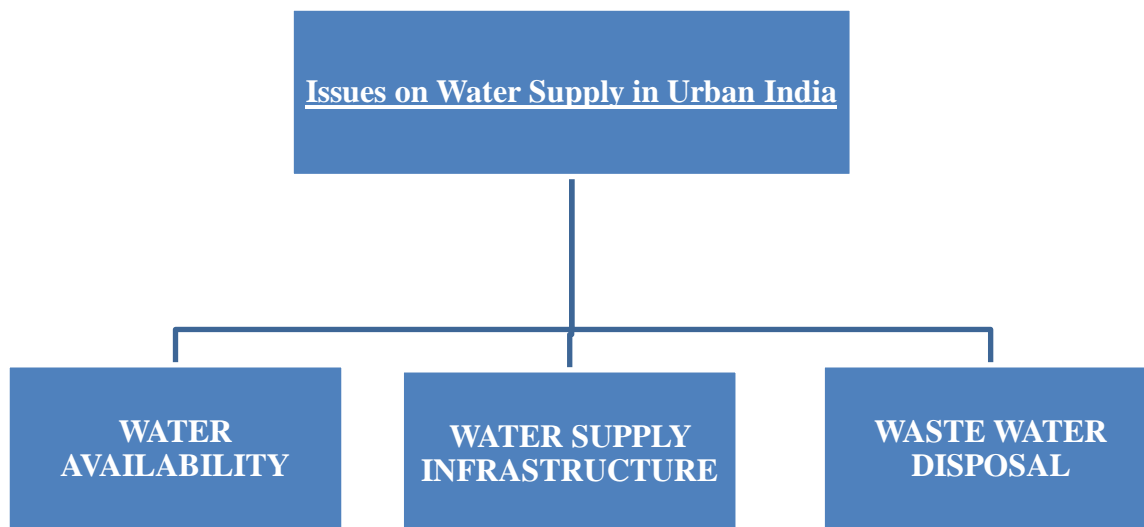 Issues on Water Supply in Urban India
WATER
AVAILABILITY
WATER SUPPLY
INFRASTRUCTURE
WASTE WATER
DISPOSAL